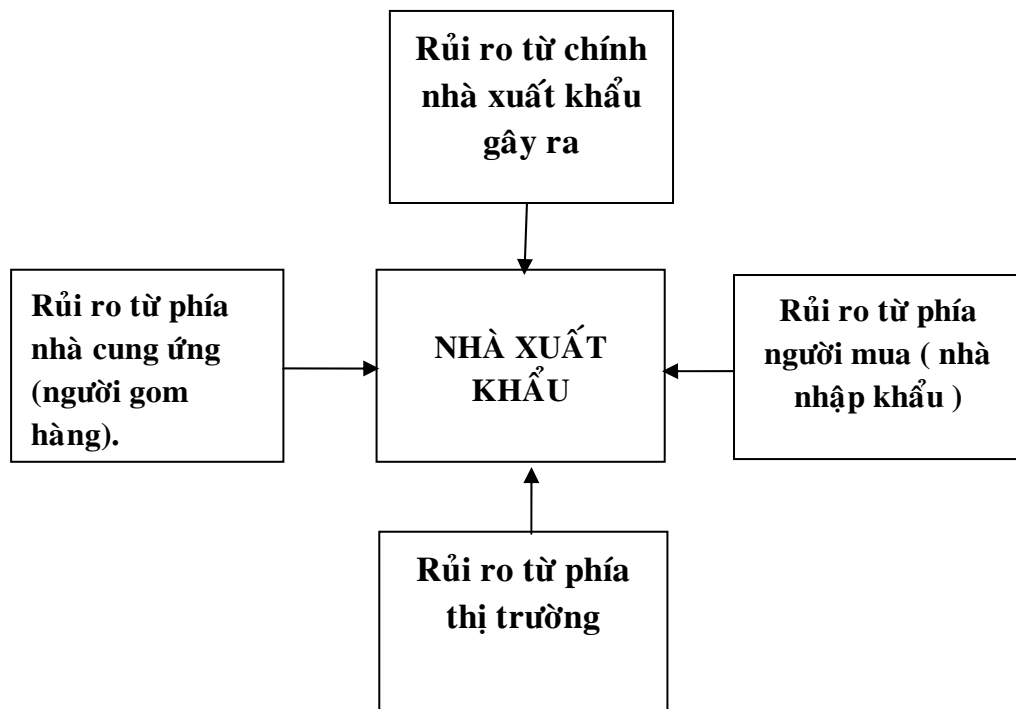 Rủi ro từ chính
nhà xuất khẩu
gây ra
Rủi ro từ phía
nhà cung ứng
(người gom
hàng).
NHÀ XUẤT
KHẨU
Rủi ro từ phía
người mua ( nhà
nhập khẩu )
Rủi ro từ phía
thị trường